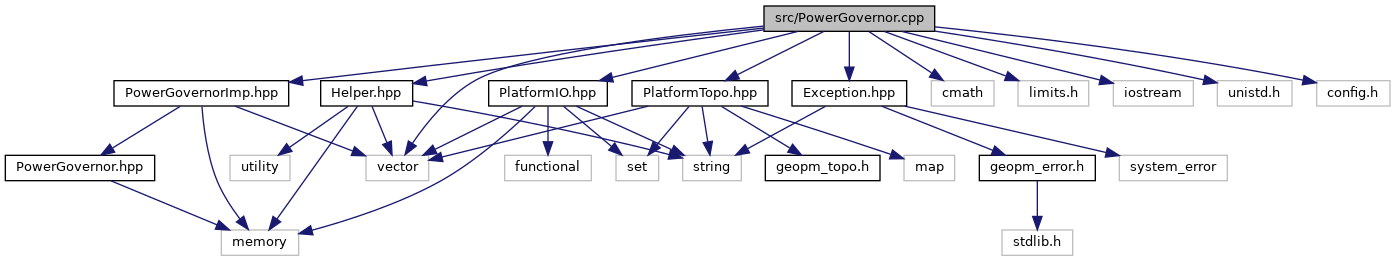 src/PowerGovernor.cpp
PowerGovernorImp.hpp
Helper.hpp
PlatformIO.hpp
PlatformTopo.hpp
Exception.hpp
cmath
limits.h
iostream
unistd.h
config.h
PowerGovernor.hpp
utility
vector
functional
set
string
geopm_topo.h
map
geopm_error.h
system_error
memory
stdlib.h